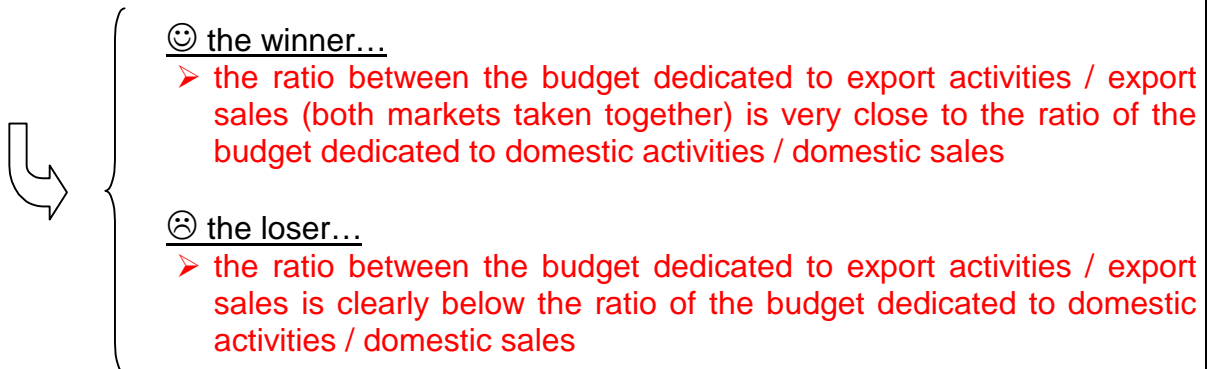 ☺ the winner…
➢ the ratio between the budget dedicated to export activities / export
sales (both markets taken together) is very close to the ratio of the
budget dedicated to domestic activities / domestic sales
☹ the loser…
➢ the ratio between the budget dedicated to export activities / export
sales is clearly below the ratio of the budget dedicated to domestic
activities / domestic sales